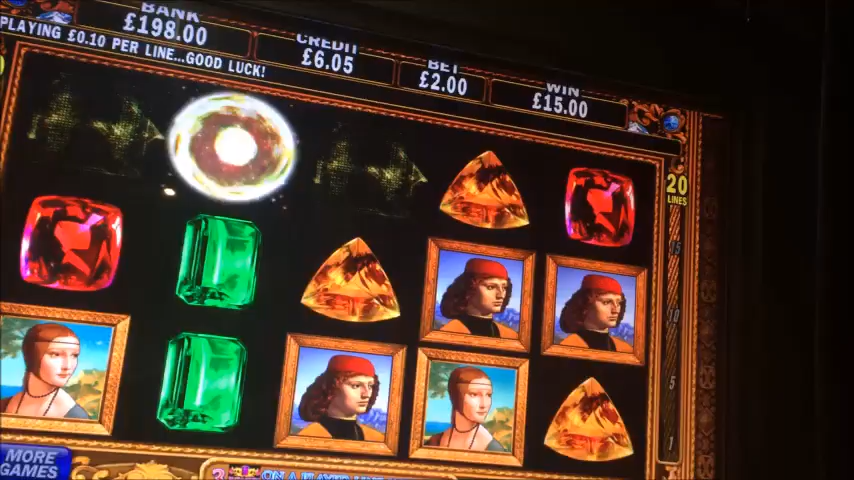 BANK
£198.00
CREDIT
£6.05
BET
£2.00
WIN
£15.00
PLAYING £0.10 PER LINE...GOOD LUCK!
20
LINES
15
10
5
1
MORE
GAMES